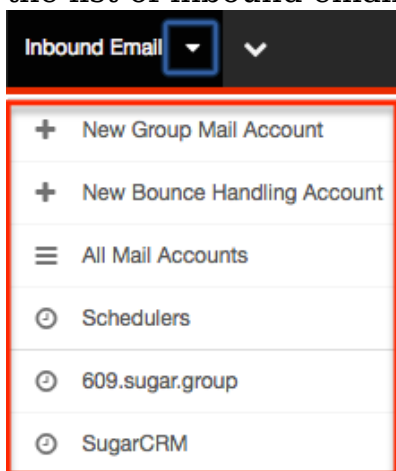 the list of inbound email
Inbound Email
New Group Mail Account
New Bounce Handling Account
All Mail Accounts
Schedulers
609.sugar.group
SugarCRM